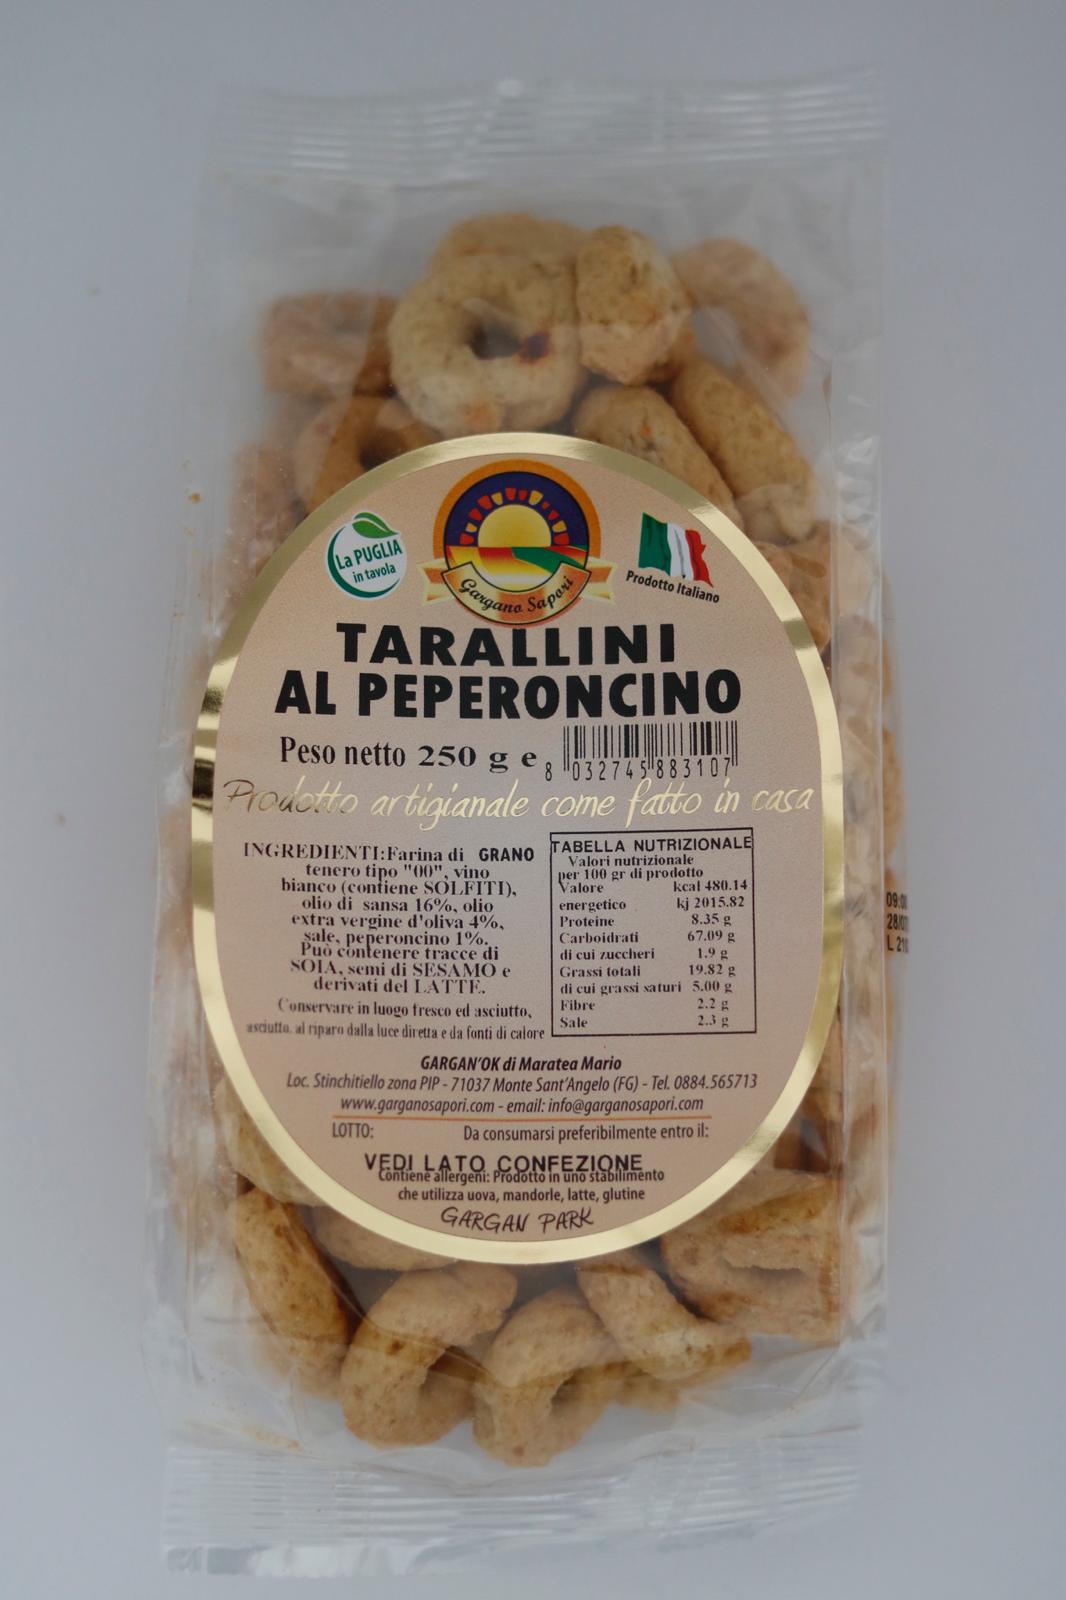 La PUGLIA
in tavola
Gargano Sapori
Prodotto Italiano
TARALLINI
AL PEPERONCINO
Peso netto 250 g e
8 032745 883107
Prodotto artigianale come fatto in casa
INGREDIENTI:Farina di GRANO
tenero tipo "00", vino
bianco (contiene SOLFITI),
olio di sansa 16%, olio
extra vergine d'oliva 4%,
sale, peperoncino 1%.
Può contenere tracce di
SOIA, semi di SESAMO e
derivati del LATTE.
Conservare in luogo fresco ed asciutto,
asciutto, al riparo dalla luce diretta e da fonti di calore
TABELLA NUTRIZIONALE
Valori nutrizionale
per 100 gr di prodotto
Valore kcal 480.14
energetico kj 2015.82
Proteine 8.35 g
Carboidrati 67.09 g
di cui zuccheri 1.9 g
Grassi totali 19.82 g
di cui grassi saturi 5.00 g
Fibre 2.2 g
Sale 2.3 g
GARGAN'OK di Maratea Mario
Loc. Stinchitiello zona PIP - 71037 Monte Sant'Angelo (FG) - Tel. 0884.565713
www.garganosapori.com - email: info@garganosapori.com
LOTTO: Da consumarsi preferibilmente entro il:
VEDI LATO CONFEZIONE
Contiene allergeni: Prodotto in uno stabilimento
che utilizza uova, mandorle, latte, glutine
GARGAN PARK